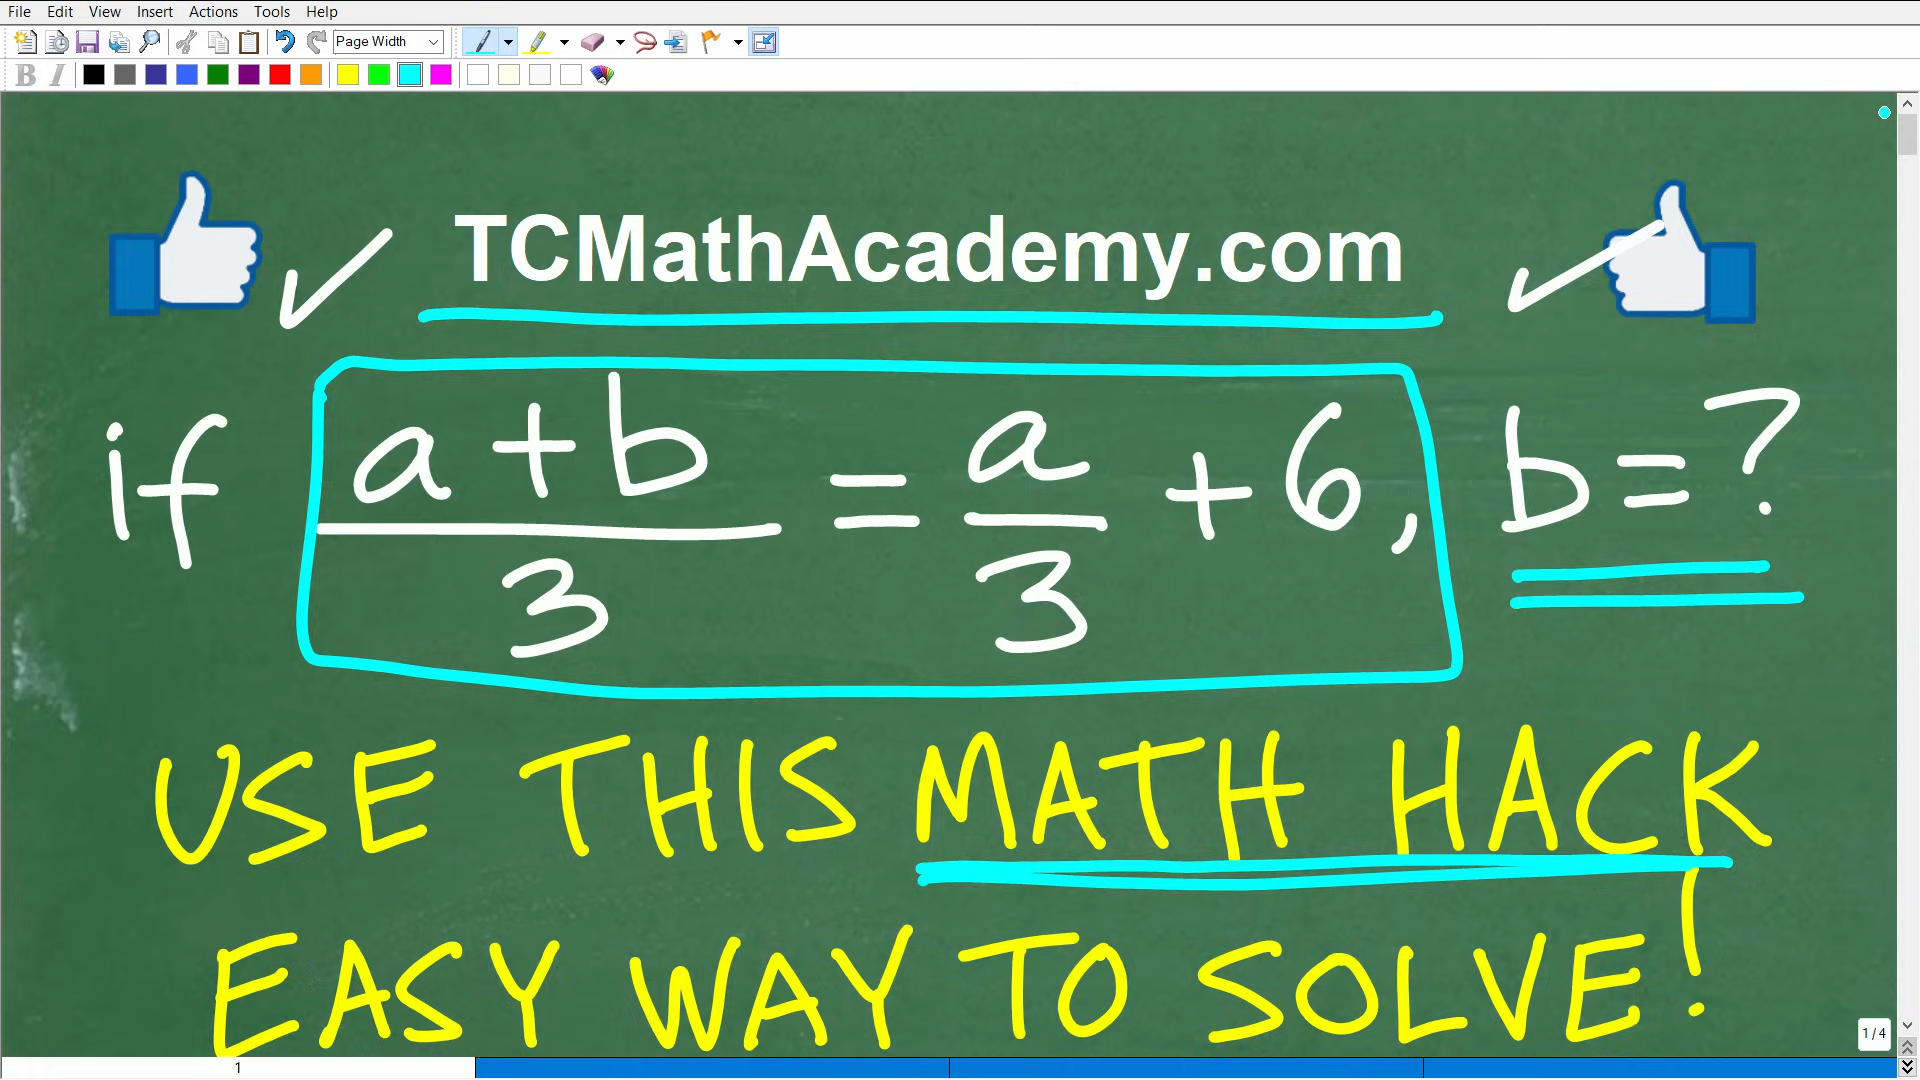 File Edit View Insert Actions Tools Help
Page Width
B I
TCMathAcademy.com
if a + b / 3 = a / 3 + 6, b = ?
USE THIS MATH HACK
EASY WAY TO SOLVE!
1 / 4
1